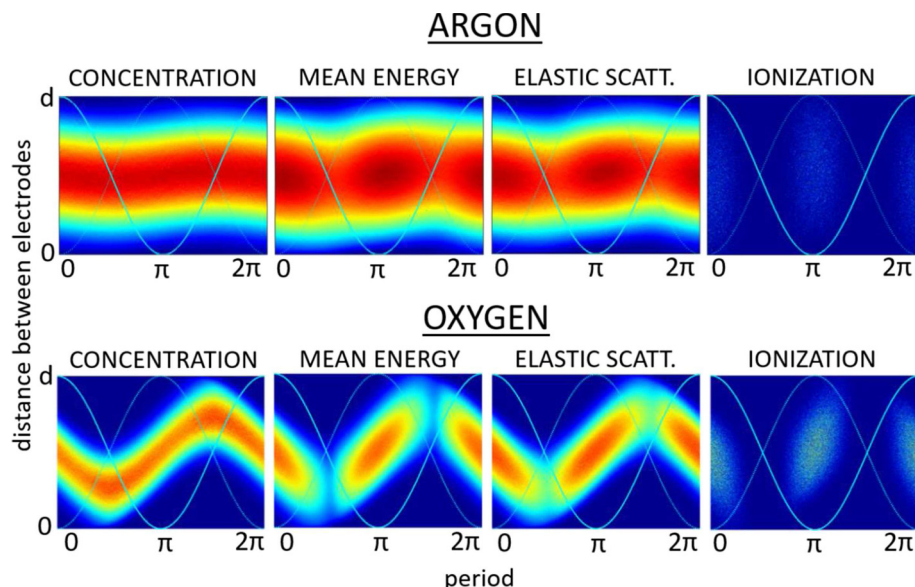 ARGON
CONCENTRATION MEAN ENERGY ELASTIC SCATT. IONIZATION
d
0
0 π 2π 0 π 2π 0 π 2π 0 π 2π
distance between electrodes
OXYGEN
CONCENTRATION MEAN ENERGY ELASTIC SCATT. IONIZATION
d
0
0 π 2π 0 π 2π 0 π 2π 0 π 2π
period